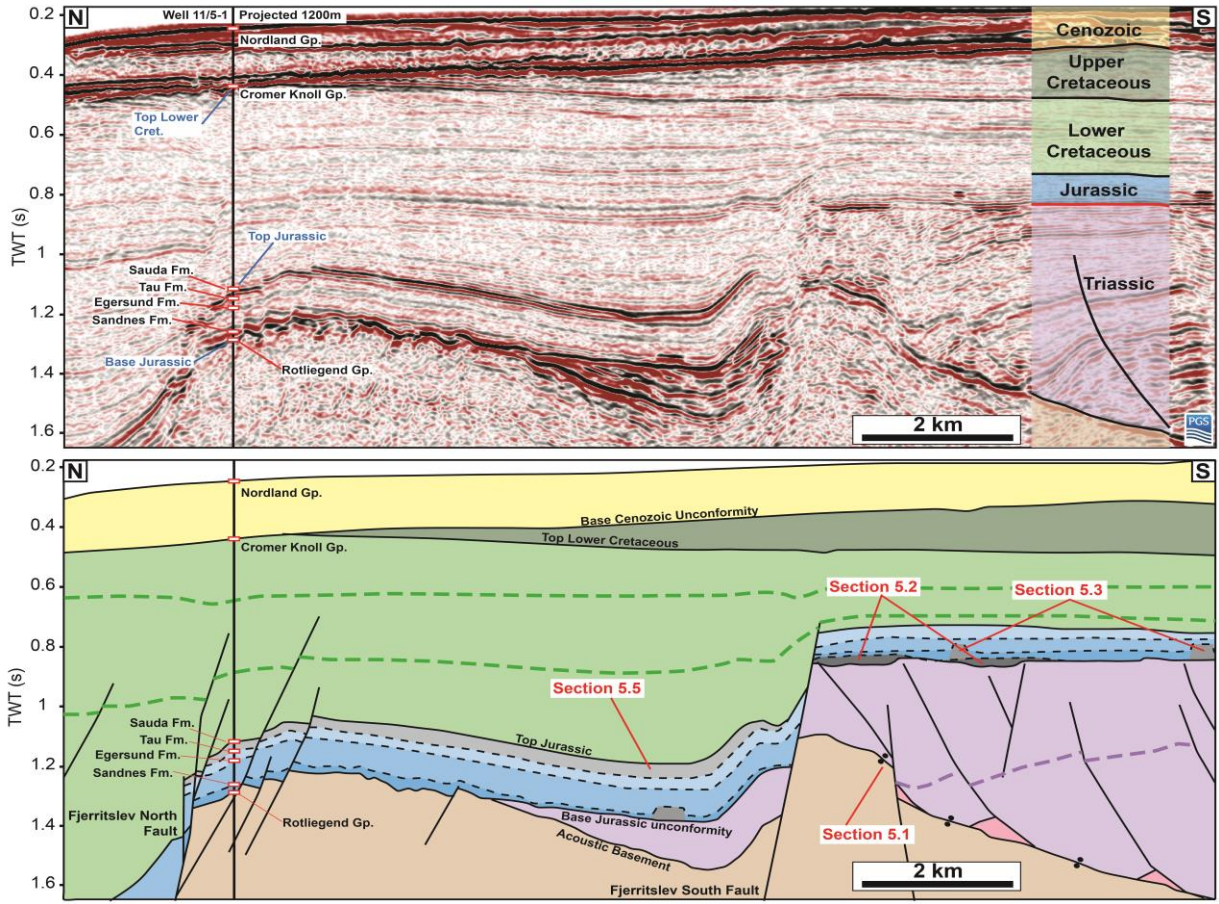 N
Well 11/5-1
Projected 1200m
S
0.2
0.4
0.6
0.8
1
1.2
1.4
1.6
TWT (s)
Nordland Gp.
Cromer Knoll Gp.
Top Lower
Cret.
Top Jurassic
Sauda Fm.
Tau Fm.
Egersund Fm.
Sandnes Fm.
Base Jurassic
Rotliegend Gp.
Cenozoic
Upper
Cretaceous
Lower
Cretaceous
Jurassic
Triassic
2 km
PGS
N
S
0.2
0.4
0.6
0.8
1
1.2
1.4
1.6
TWT (s)
Nordland Gp.
Base Cenozoic Unconformity
Cromer Knoll Gp.
Top Lower Cretaceous
Section 5.2
Section 5.3
Section 5.5
Sauda Fm.
Tau Fm.
Egersund Fm.
Sandnes Fm.
Top Jurassic
Fjerritslev North
Fault
Rotliegend Gp.
Base Jurassic unconformity
Acoustic Basement
Section 5.1
Fjerritslev South Fault
2 km